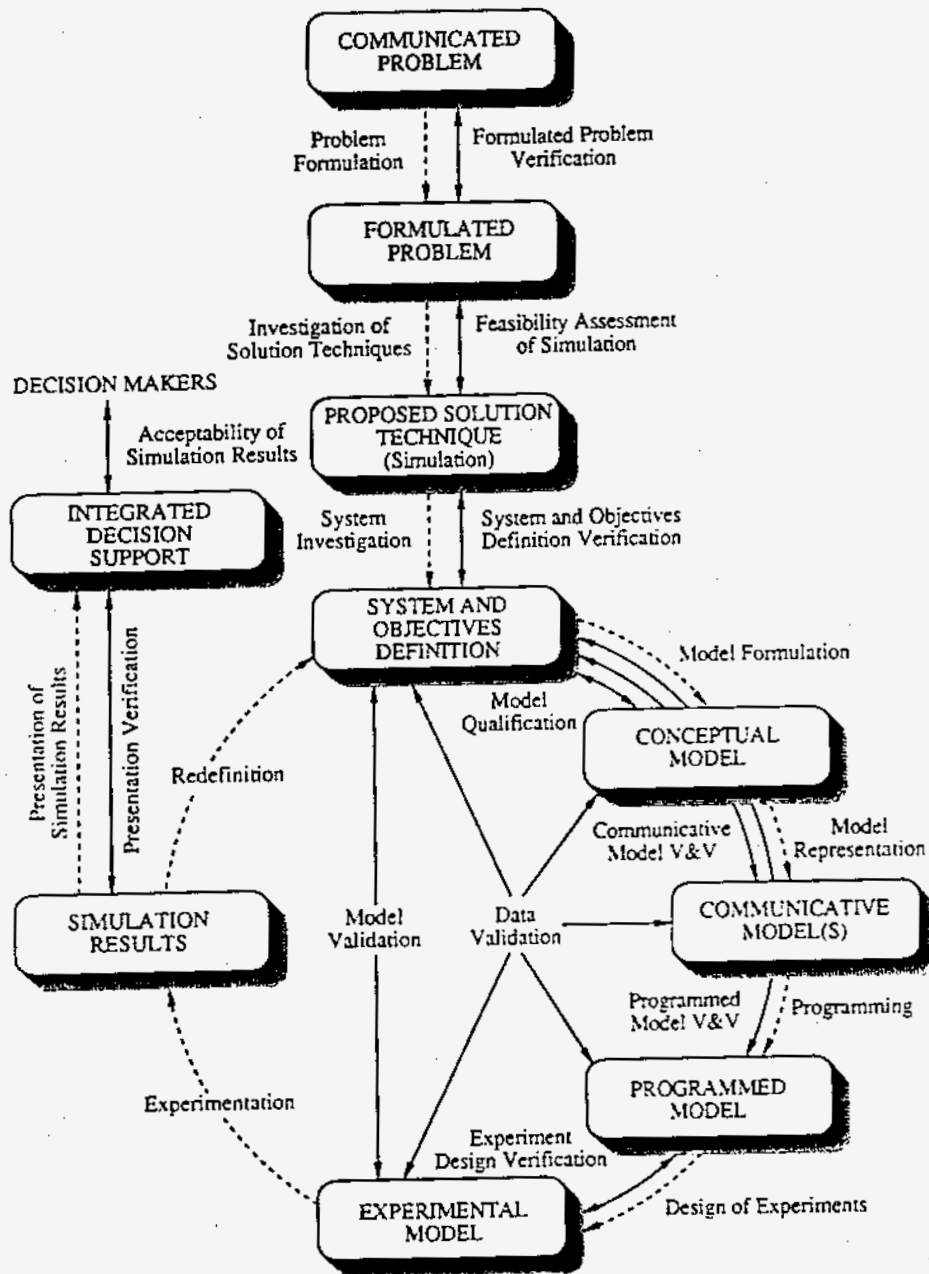 COMMUNICATED
PROBLEM
Problem
Formulation
Formulated Problem
Verification
FORMULATED
PROBLEM
Investigation of
Solution Techniques
Feasibility Assessment
of Simulation
DECISION MAKERS
Acceptability of
Simulation Results
PROPOSED SOLUTION
TECHNIQUE
(Simulation)
INTEGRATED
DECISION
SUPPORT
System
Investigation
System and Objectives
Definition Verification
SYSTEM AND
OBJECTIVES
DEFINITION
Model Formulation
Model
Qualification
CONCEPTUAL
MODEL
Presentation of
Simulation Results
Presentation Verification
Redefinition
Communicative
Model V&V
Model
Representation
SIMULATION
RESULTS
Model
Validation
Data
Validation
COMMUNICATIVE
MODEL(S)
Programmed
Model V&V
Programming
PROGRAMMED
MODEL
Experimentation
Experiment
Design Verification
EXPERIMENTAL
MODEL
Design of Experiments